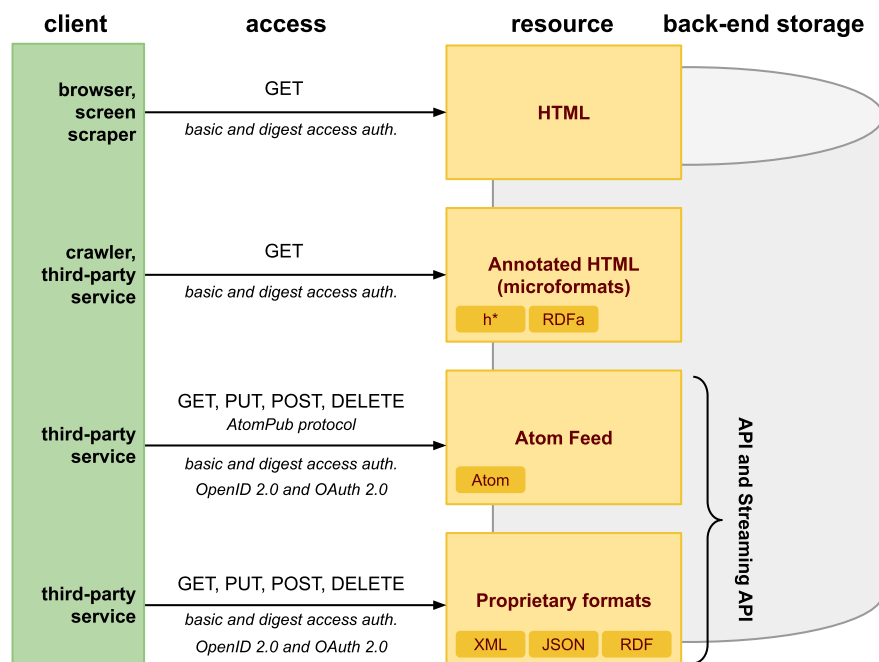 client
access
resource
back-end storage
browser,
screen
scraper
GET
basic and digest access auth.
HTML
crawler,
third-party
service
GET
basic and digest access auth.
Annotated HTML
(microformats)
h*
RDFa
third-party
service
GET, PUT, POST, DELETE
AtomPub protocol
basic and digest access auth.
OpenID 2.0 and OAuth 2.0
Atom Feed
Atom
third-party
service
GET, PUT, POST, DELETE
basic and digest access auth.
OpenID 2.0 and OAuth 2.0
Proprietary formats
XML
JSON
RDF
API and Streaming API